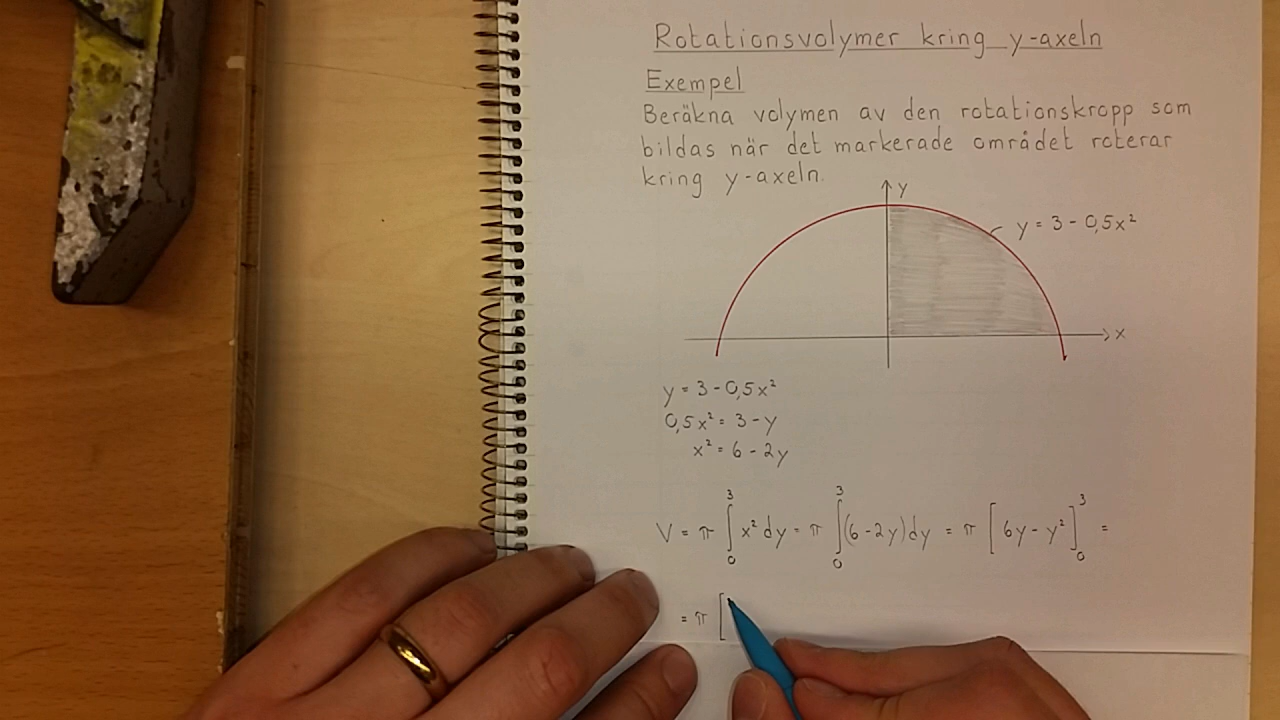 Rotationsvolymer kring y-axeln
Exempel
Beräkna volymen av den rotationskropp som
bildas när det markerade området roterar
kring y-axeln.
y
y = 3 - 0,5x²
x
y = 3 - 0,5x²
0,5x² = 3 - y
x² = 6 - 2y
V = π ∫₀³ x² dy = π ∫₀³ (6 - 2y) dy = π [6y - y²]₀³ =
= π [